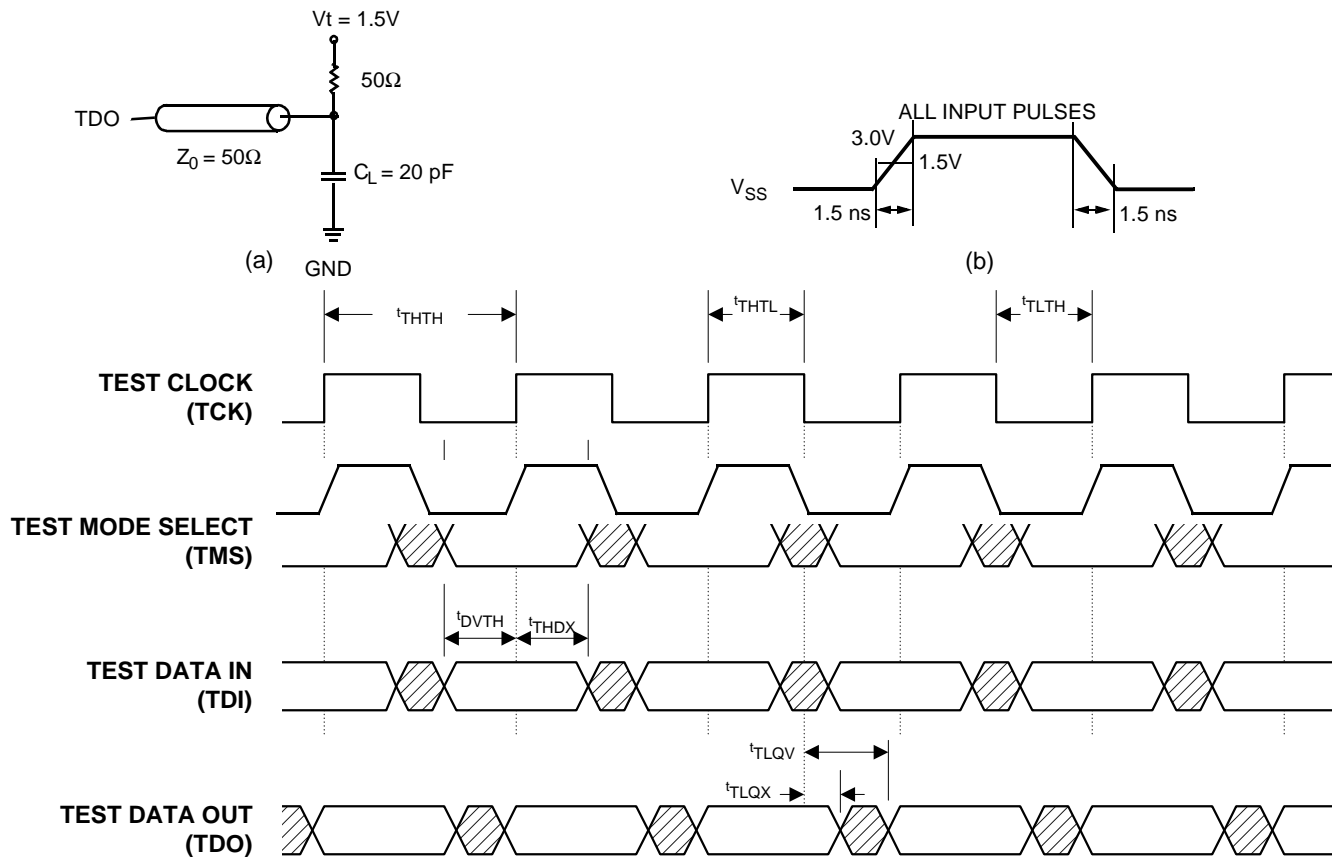 Vt = 1.5V
50Ω
TDO
Z0 = 50Ω
CL = 20 pF
(a)
GND
ALL INPUT PULSES
3.0V
1.5V
VSS
1.5 ns
1.5 ns
(b)
tTHTH
tTHTL
tTLTH
TEST CLOCK
(TCK)
TEST MODE SELECT
(TMS)
tDVTH
tTHDX
TEST DATA IN
(TDI)
tTLQV
tTLQX
TEST DATA OUT
(TDO)